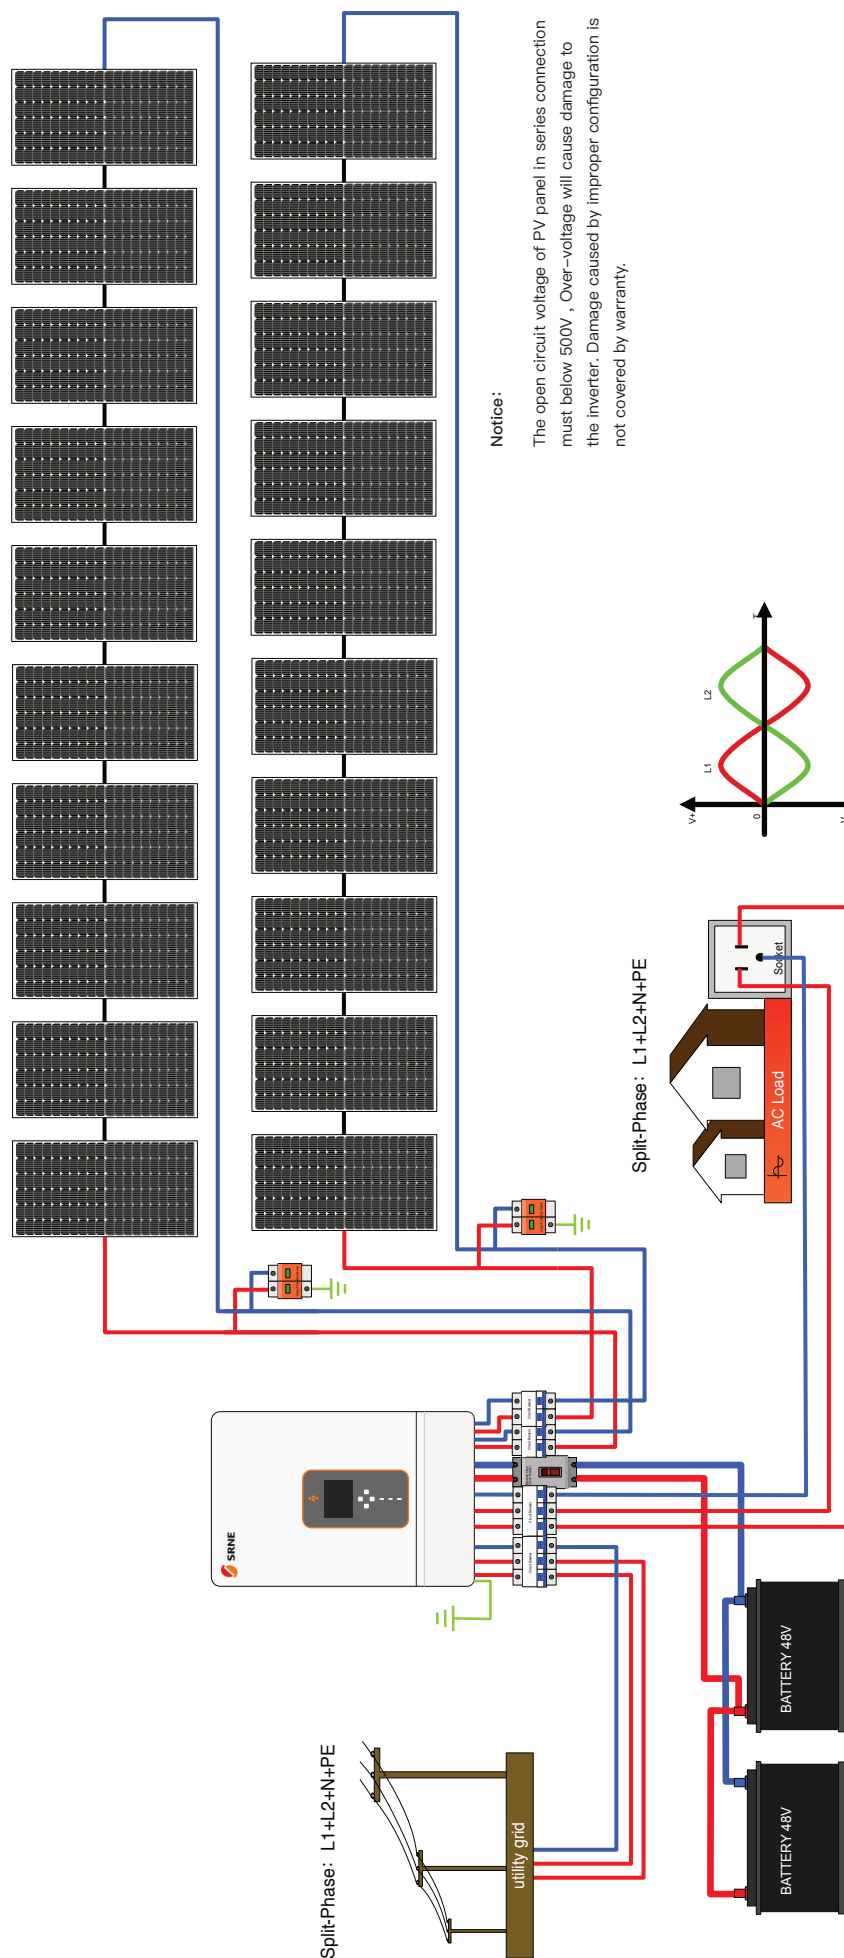 Split-Phase: L1+L2+N+PE
utility grid
SRNE
BATTERY 48V
BATTERY 48V
Split-Phase: L1+L2+N+PE
AC Load
Socket
V+
L1
L2
0
T
Notice:
The open circuit voltage of PV panel in series connection
must below 500V , Over-voltage will cause damage to
the inverter. Damage caused by improper configuration is
not covered by warranty.